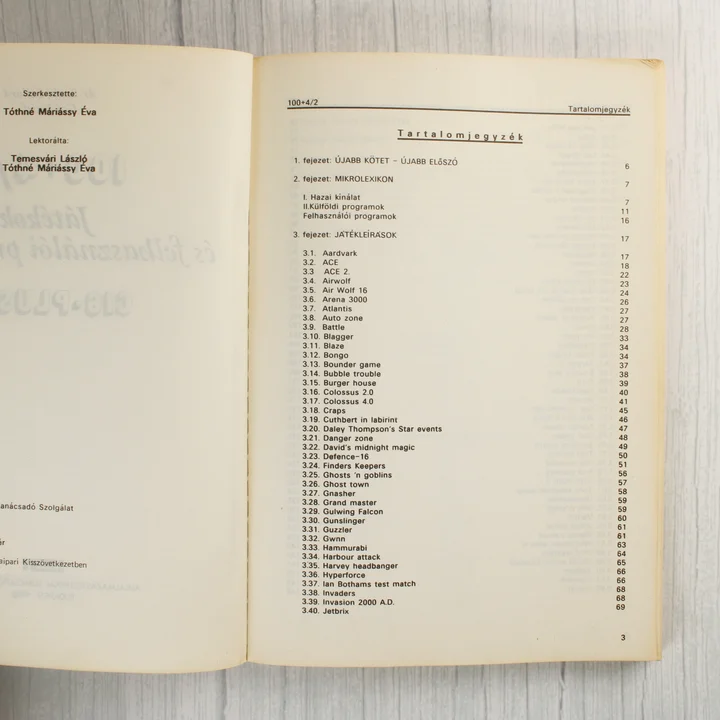 Szerkesztette:
Tóthné Máriássy Éva
Lektorálta:
Temesvári László
Tóthné Máriássy Éva
anácsadó Szolgálat
ér
eipari Kisszövetkezetben
100+4/2 Tartalomjegyzék
Tartalomjegyzék
1. fejezet: ÚJABB KÖTET - ÚJABB ELŐSZÓ 6
2. fejezet: MIKROLEXIKON 7
I. Hazai kinálat 7
II.Külföldi programok 11
Felhasználói programok 16
3. fejezet: JÁTÉKLEÍRÁSOK 17
3.1. Aardvark 17
3.2. ACE 18
3.3 ACE 2. 22
3.4. Airwolf 23
3.5. Air Wolf 16 24
3.6. Arena 3000 26
3.7. Atlantis 27
3.8. Auto zone 27
3.9. Battle 28
3.10. Blagger 33
3.11. Blaze 34
3.12. Bongo 34
3.13. Bounder game 37
3.14. Bubble trouble 38
3.15. Burger house 39
3.16. Colossus 2.0 40
3.17. Colossus 4.0 41
3.18. Craps 45
3.19. Cuthbert in labirint 46
3.20. Daley Thompson's Star events 47
3.21. Danger zone 48
3.22. David's midnight magic 49
3.23. Defence-16 50
3.24. Finders Keepers 51
3.25. Ghosts 'n goblins 56
3.26. Ghost town 57
3.27. Gnasher 58
3.28. Grand master 59
3.29. Gulwing Falcon 59
3.30. Gunslinger 60
3.31. Guzzler 61
3.32. Gwnn 61
3.33. Hammurabi 63
3.34. Harbour attack 64
3.35. Harvey headbanger 65
3.36. Hyperforce 66
3.37. Ian Bothams test match 66
3.38. Invaders 68
3.39. Invasion 2000 A.D. 68
3.40. Jetbrix 69
3